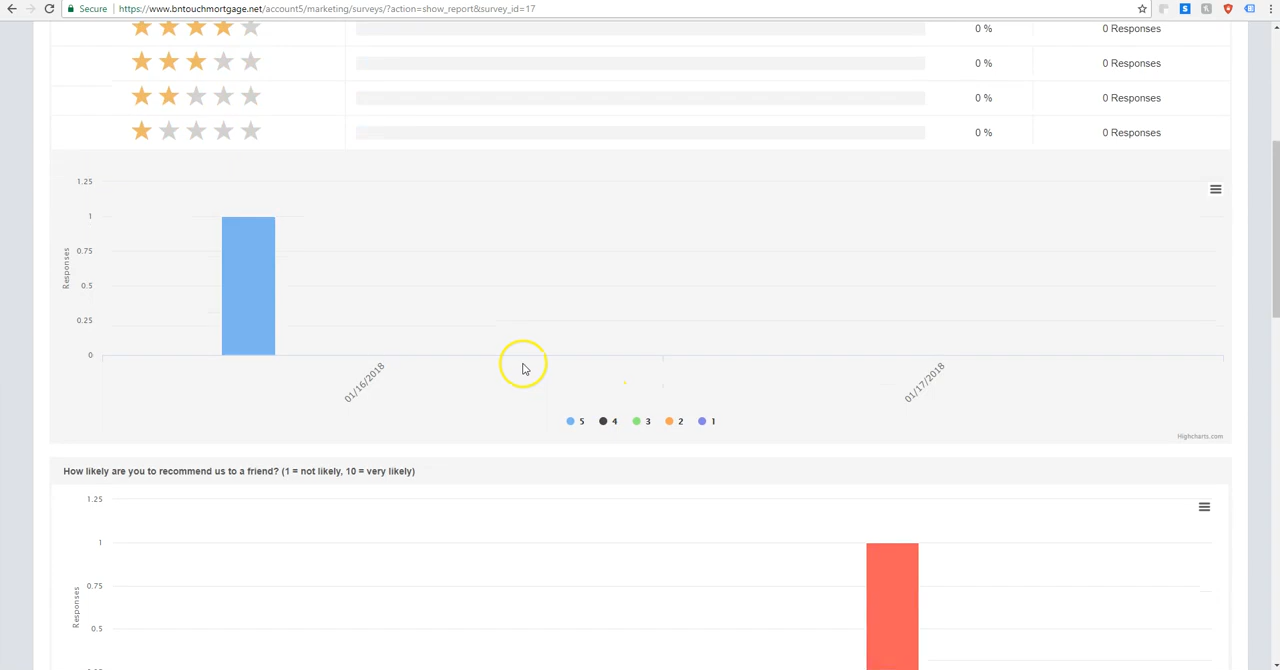 Secure https://www.bntouchmortgage.net/account5/marketing/surveys/?action=show_report&survey_id=17
0 % 0 Responses
0 % 0 Responses
0 % 0 Responses
0 % 0 Responses
1.25
1
0.75
0.5
0.25
0
Responses
01/16/2018
01/17/2018
5 4 3 2 1
Highcharts.com
How likely are you to recommend us to a friend? (1 = not likely, 10 = very likely)
1.25
1
0.75
0.5
Responses